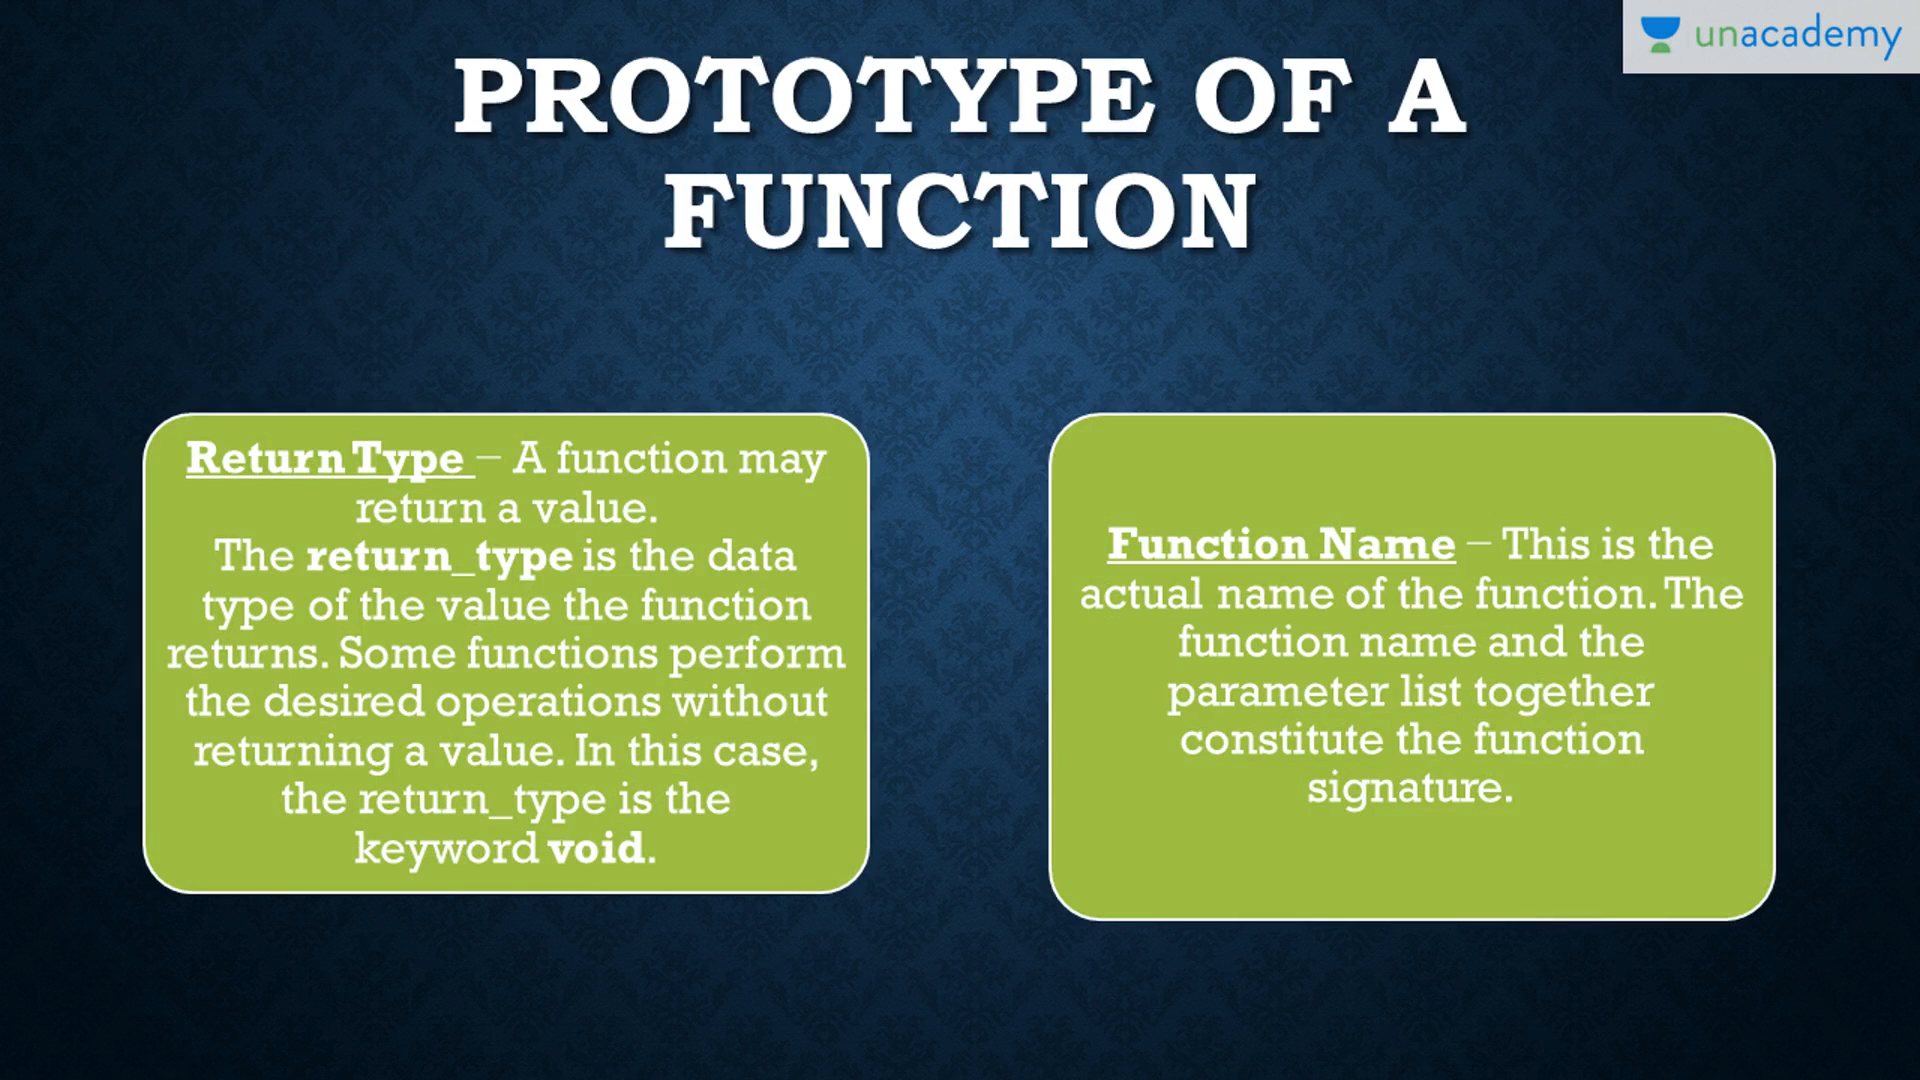 unacademy
PROTOTYPE OF A
FUNCTION
Return Type – A function may
return a value.
The return_type is the data
type of the value the function
returns. Some functions perform
the desired operations without
returning a value. In this case,
the return_type is the
keyword void.
Function Name – This is the
actual name of the function. The
function name and the
parameter list together
constitute the function
signature.